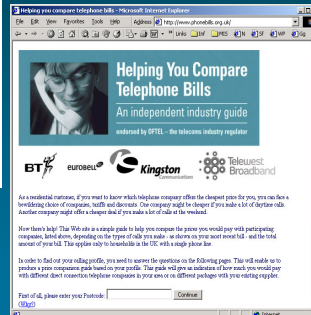 Helping you compare telephone bills - Microsoft Internet Explorer
File Edit View Favorites Tools Help Address http://www.phonebills.org.uk/
Links Inf MES N SF WP Gg
Helping You Compare
Telephone Bills
An independent industry guide
endorsed by OFTEL - the telecoms industry regulator
BT eurobell Kingston Communications Telewest Broadband
As a residential customer, if you want to know which telephone company offers the cheapest price for you, you can face a
bewildering choice of companies, tariffs and discounts. One company might be cheaper if you make a lot of daytime calls.
Another company might offer a cheaper deal if you make a lot of calls at the weekend.
Now there's help! This Web site is a simple guide to help you compare the prices you would pay with participating
companies, listed above, depending on the types of calls you make - as shown on your most recent bill - and the total
amount of your bill. This applies only to households in the UK with a single phone line.
In order to find out your calling profile, you need to answer the questions on the following pages. This will enable us to
produce a price comparison guide based on your profile. This guide will give an indication of how much you would pay
with different direct connection telephone companies in your area or on different packages with your existing supplier.
First of all, please enter your Postcode: Continue
(Why?)
Internet